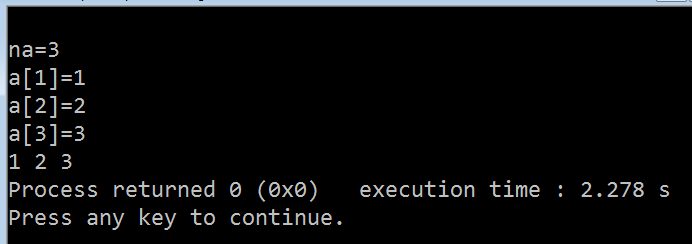 na=3
a[1]=1
a[2]=2
a[3]=3
1 2 3
Process returned 0 (0x0)   execution time : 2.278 s
Press any key to continue.